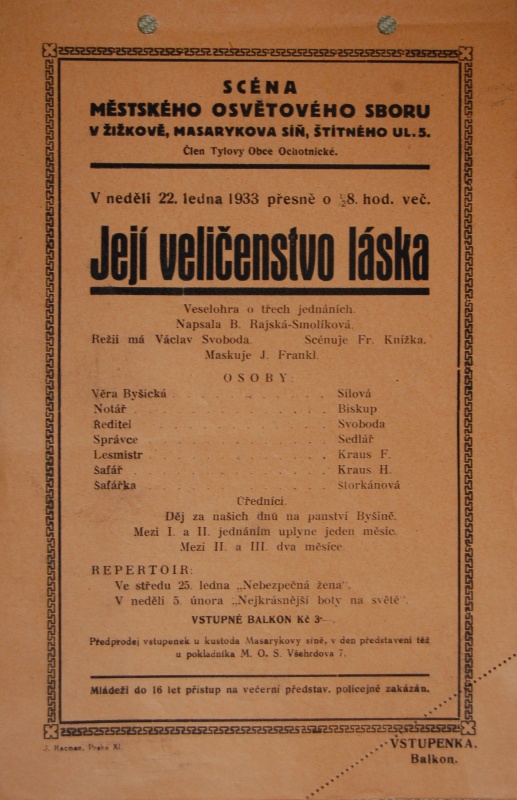 SCÉNA
MĚSTSKÉHO OSVĚTOVÉHO SBORU
V ŽIŽKOVĚ, MASARYKOVA SÍŇ, ŠTÍTNÉHO UL. 5.
Člen Tylovy Obce Ochotnické.
V neděli 22. ledna 1933 přesně o ½8. hod. več.
Její veličenstvo láska
Veselohra o třech jednáních.
Napsala B. Rajská-Smolíková.
Režii má Václav Svoboda. Scénuje Fr. Knížka.
Maskuje J. Frankl.
OSOBY:
Věra Byšická . . . . . . Sílová
Notář . . . . . . Biskup
Ředitel . . . . . . Svoboda
Správce . . . . . . Sedlář
Lesmistr . . . . . . Kraus F.
Šafář . . . . . . Kraus H.
Šafářka . . . . . . Štorkánová
Úředníci.
Děj za našich dnů na panství Byšině.
Mezi I. a II. jednáním uplyne jeden měsíc.
Mezi II. a III. dva měsíce.
REPERTOIR:
Ve středu 25. ledna „Nebezpečná žena“.
V neděli 5. února „Nejkrásnější boty na světě“.
VSTUPNÉ BALKON Kč 3·—.
Předprodej vstupenek u kustoda Masarykovy síně, v den představení též
u pokladníka M. O. S. Všehrdova 7.
Mládeži do 16 let přístup na večerní představ. policejně zakázán.
J. Racman, Praha XI.
VSTUPENKA.
Balkon.